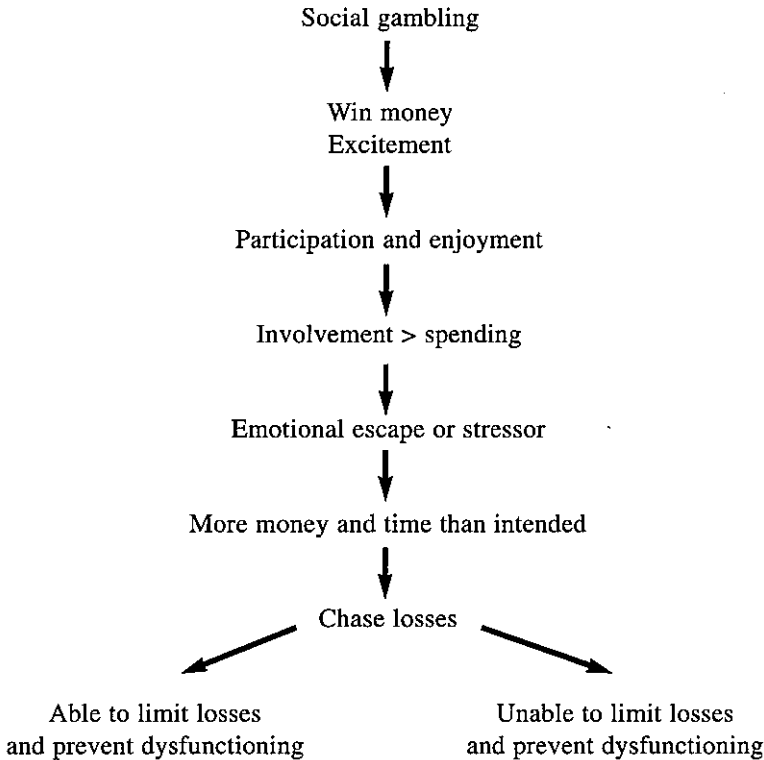 Social gambling
Win money
Excitement
Participation and enjoyment
Involvement > spending
Emotional escape or stressor
More money and time than intended
Chase losses
Able to limit losses
and prevent dysfunctioning
Unable to limit losses
and prevent dysfunctioning